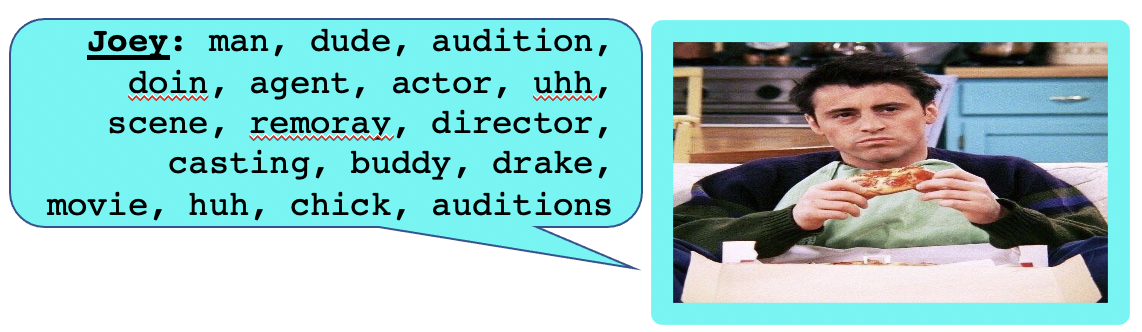 Joey: man, dude, audition,
doin, agent, actor, uhh,
scene, remoray, director,
casting, buddy, drake,
movie, huh, chick, auditions